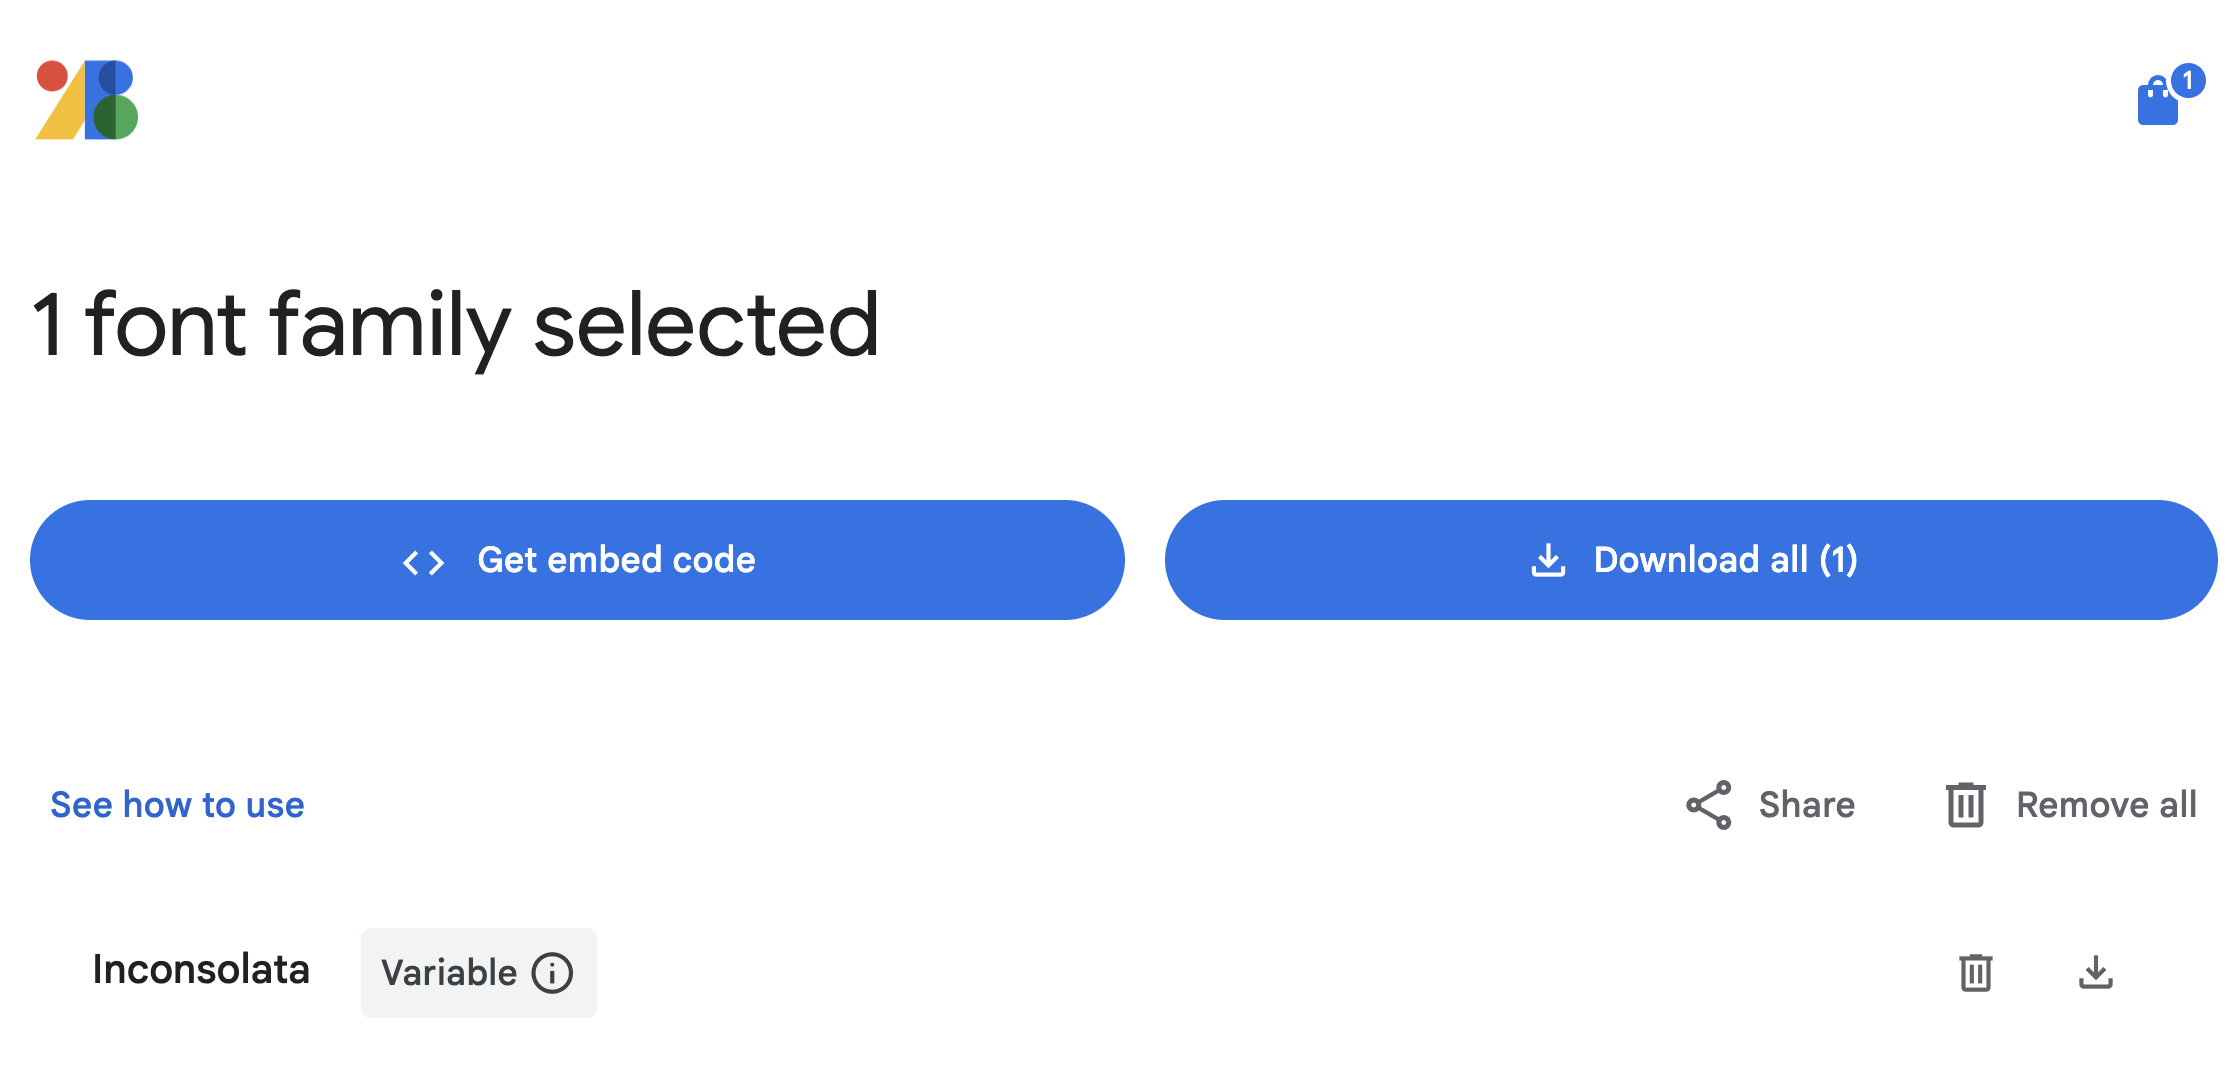 1
1 font family selected
Get embed code
Download all (1)
See how to use
Share
Remove all
Inconsolata
Variable